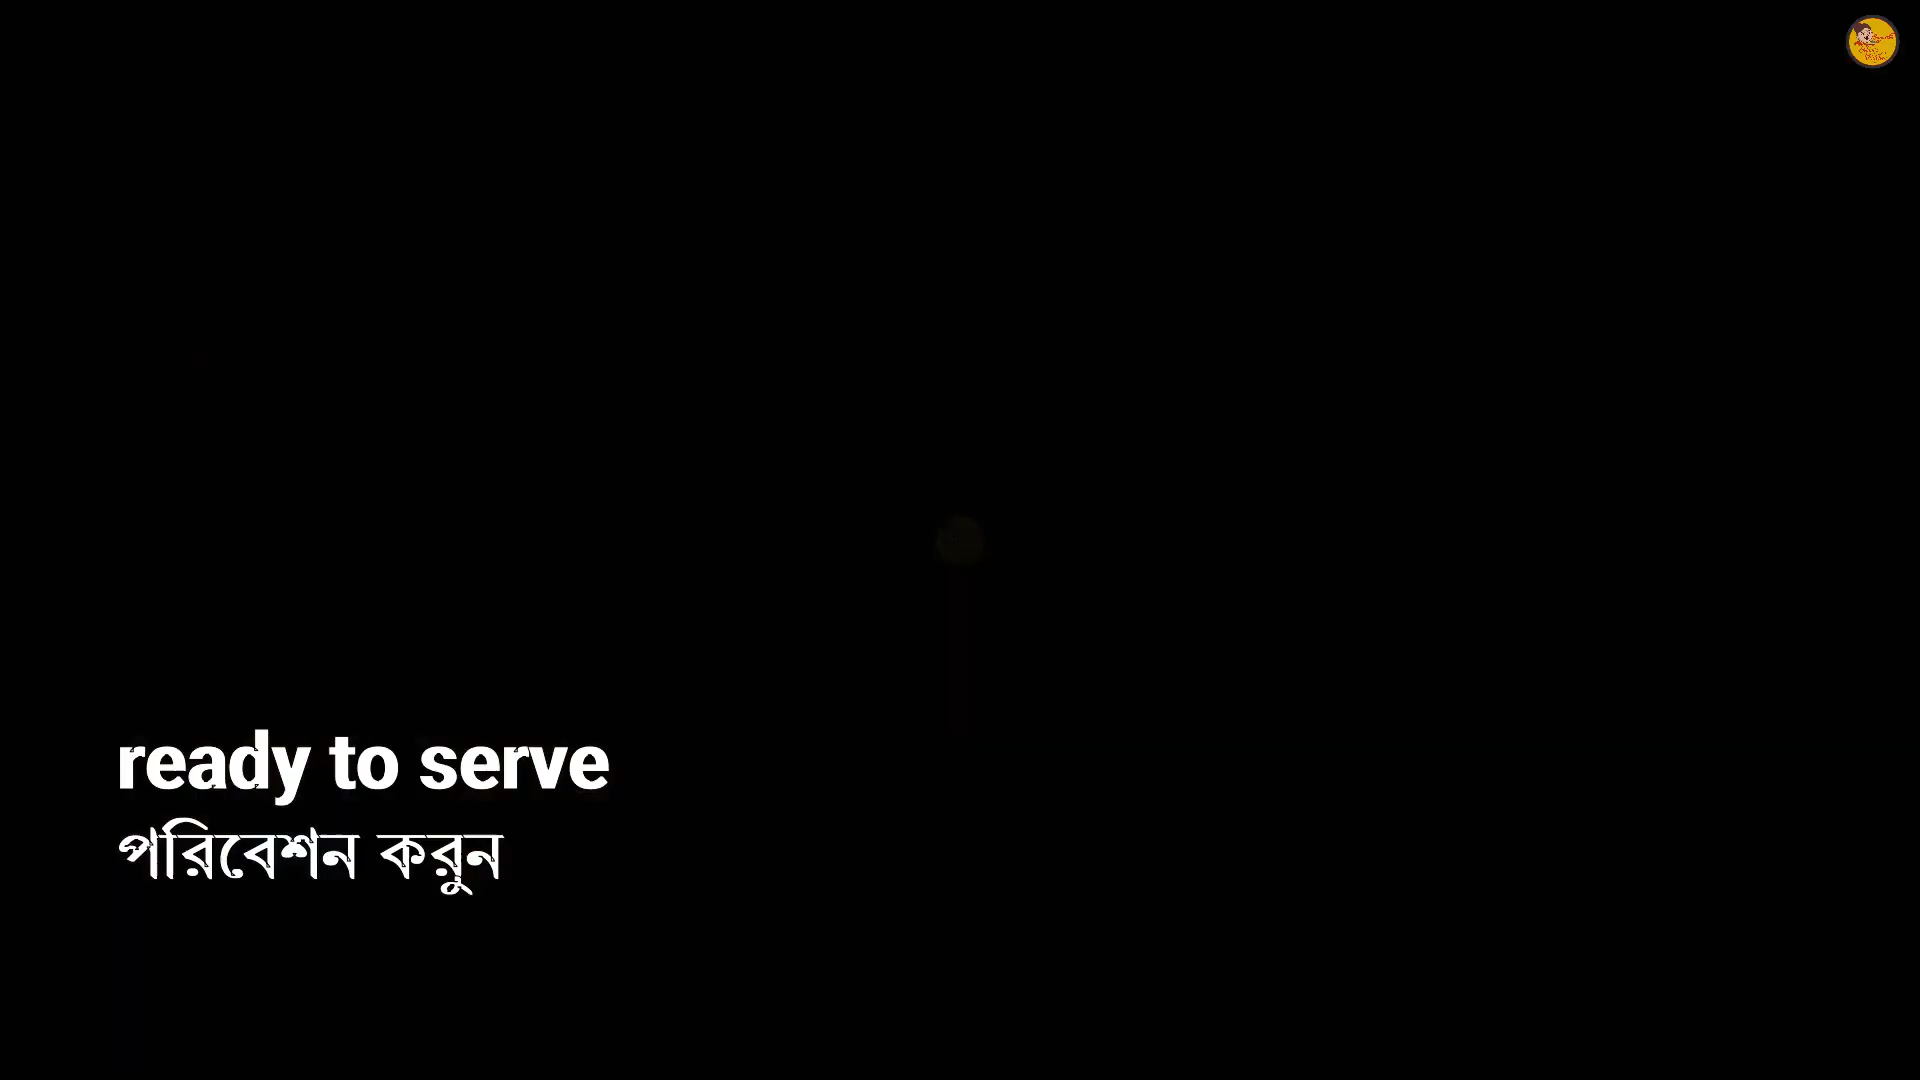 ready to serve
পরিবেশন করুন